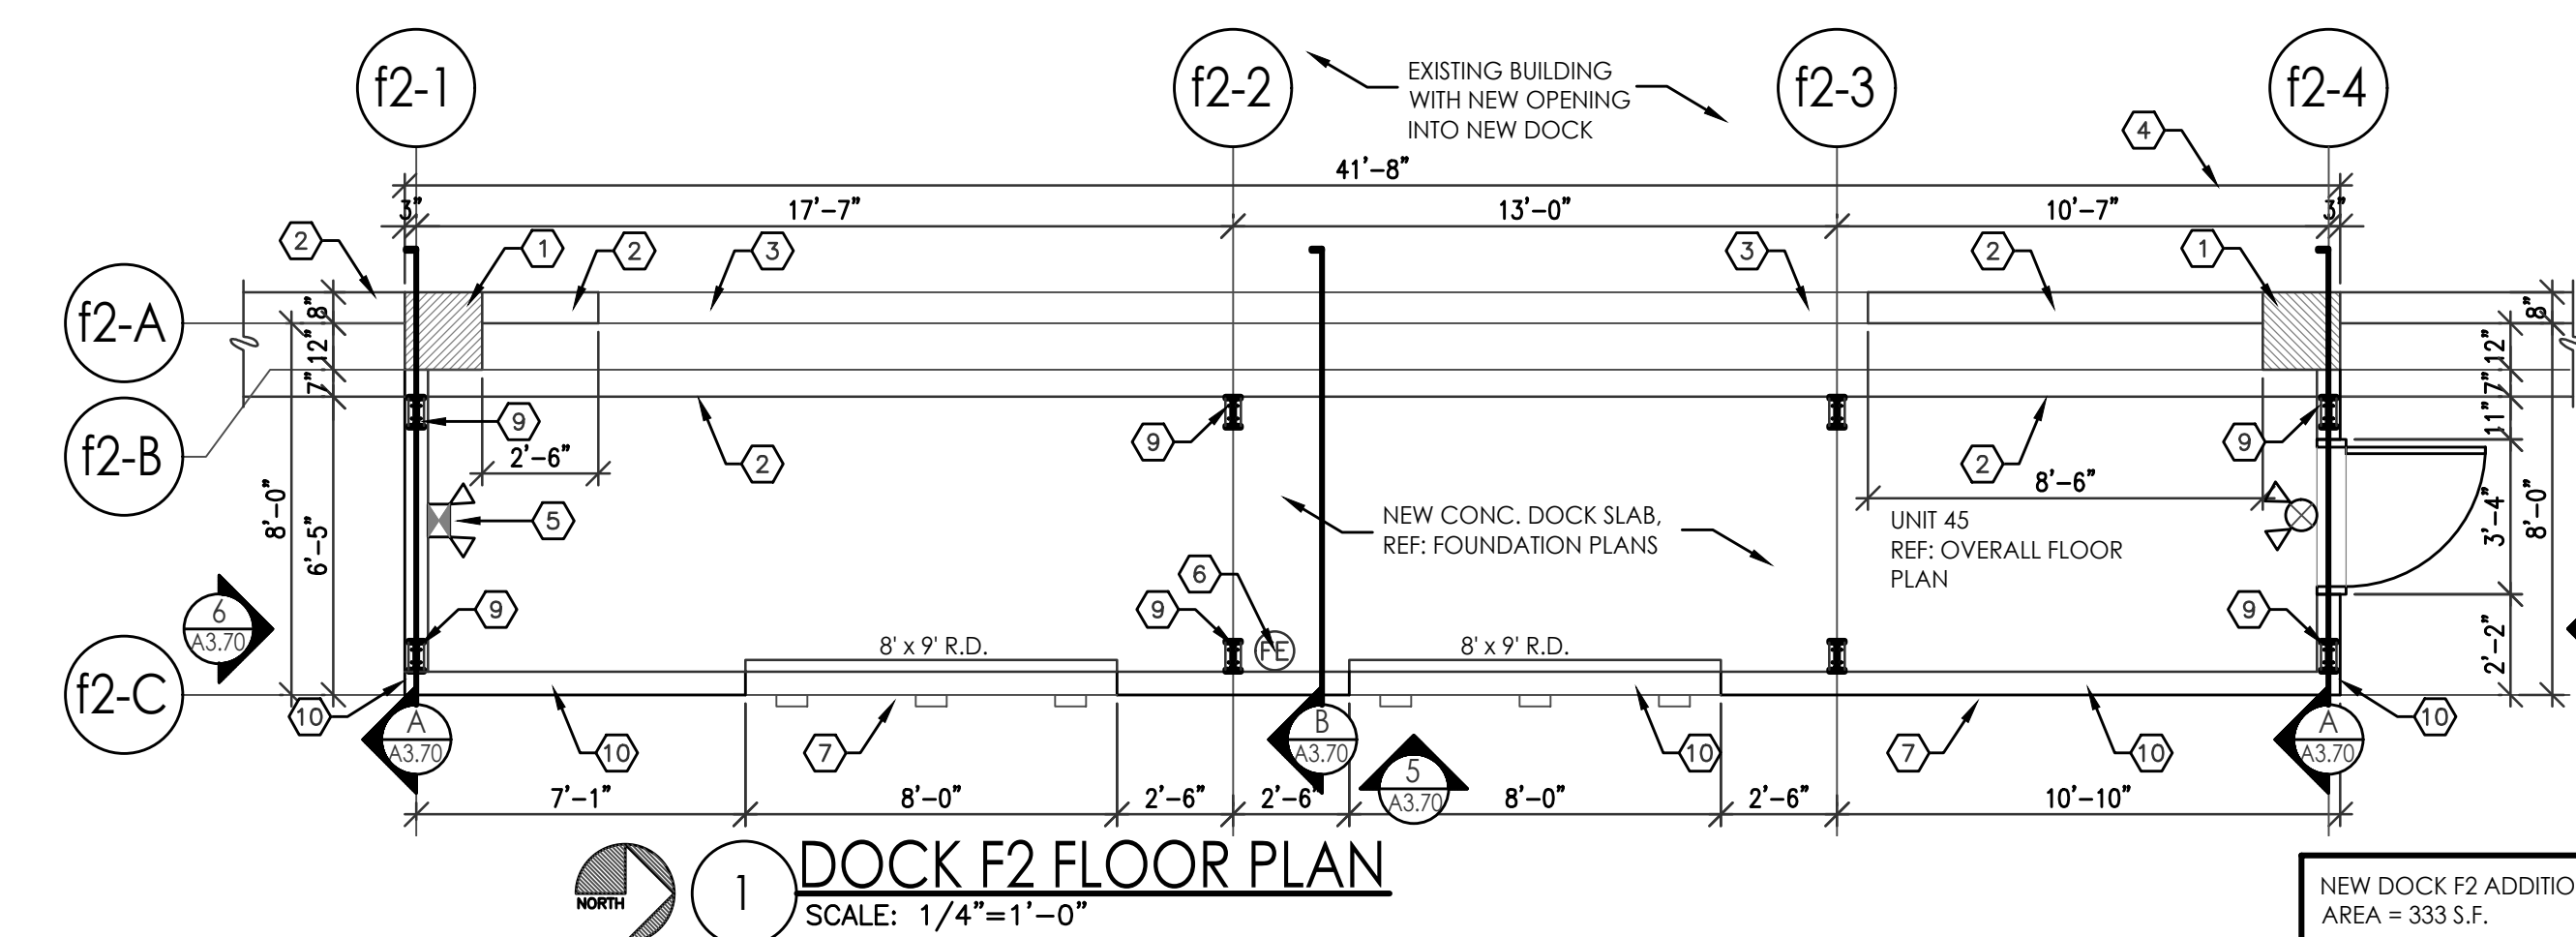 f2-1
f2-2
f2-3
f2-4
EXISTING BUILDING
WITH NEW OPENING
INTO NEW DOCK
4
41'-8"
3"
17'-7"
13'-0"
10'-7"
3"
2
1
2
3
3
2
1
f2-A
8"
12"
7"
8"
12"
7"
11"
f2-B
9
9
9
2'-6"
2
2
8'-6"
8'-0"
6'-5"
5
NEW CONC. DOCK SLAB,
REF: FOUNDATION PLANS
UNIT 45
REF: OVERALL FLOOR
PLAN
3'-4"
8'-0"
6
A3.70
9
6
9
9
FE
8' x 9' R.D.
8' x 9' R.D.
2'-2"
f2-C
10
A
A3.70
10
7
B
A3.70
5
A3.70
10
7
10
A
A3.70
10
7'-1"
8'-0"
2'-6"
2'-6"
8'-0"
2'-6"
10'-10"
NORTH
1
DOCK F2 FLOOR PLAN
SCALE: 1/4"=1'-0"
NEW DOCK F2 ADDITIO
AREA = 333 S.F.